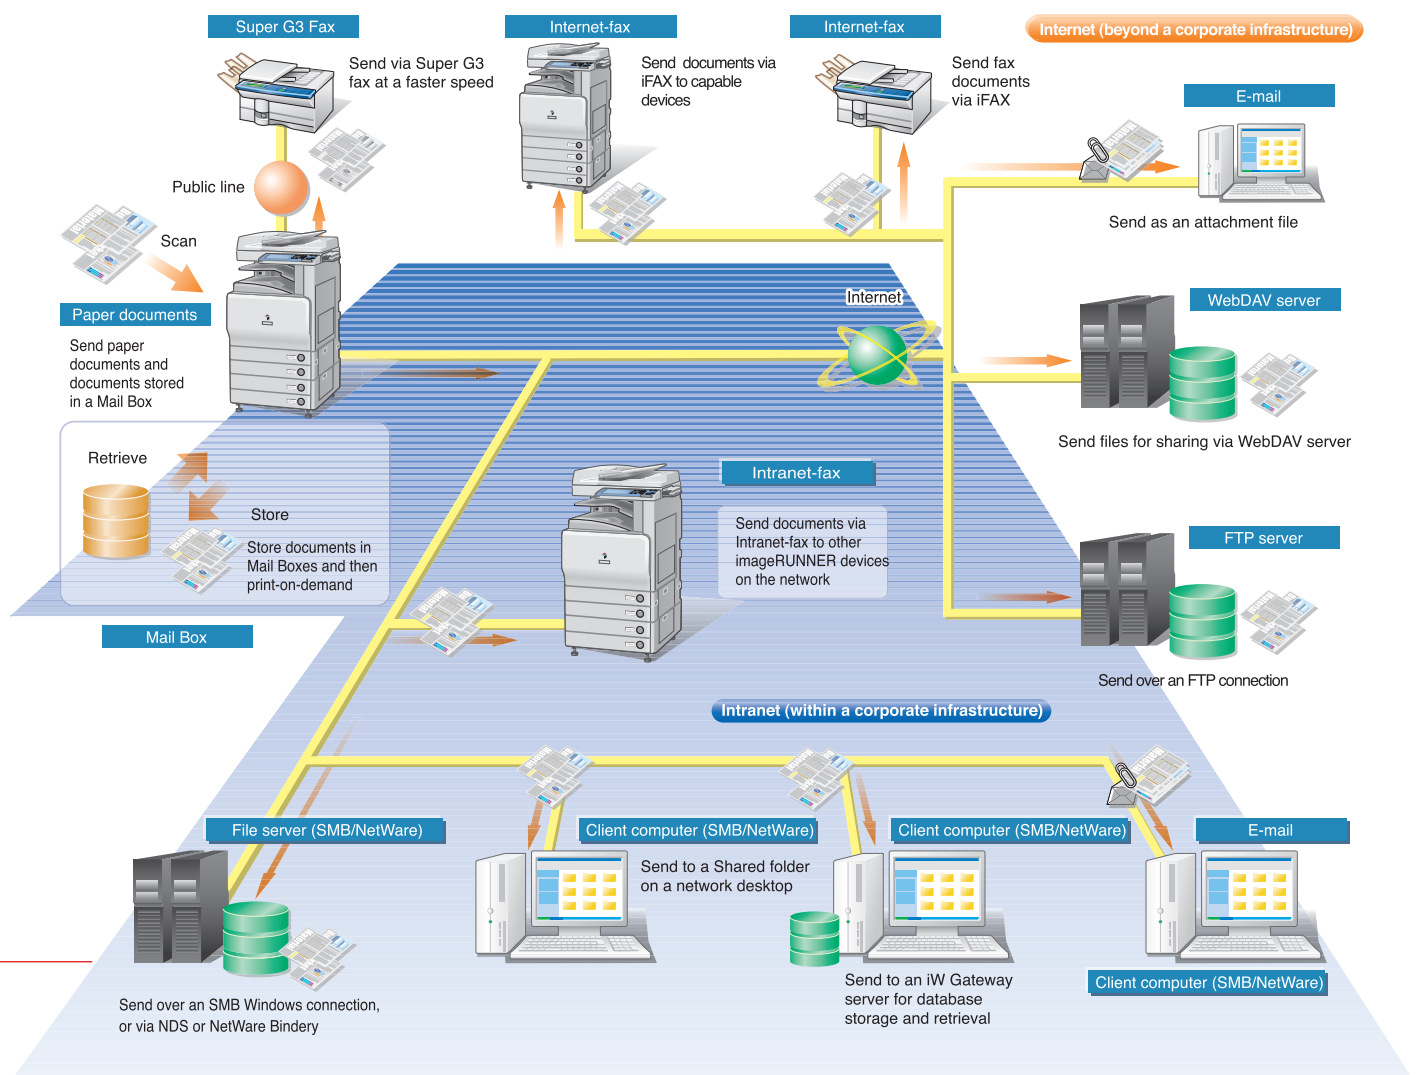 Super G3 Fax
Send via Super G3
fax at a faster speed
Internet-fax
Send documents via
iFAX to capable
devices
Internet-fax
Send fax
documents
via iFAX
Internet (beyond a corporate infrastructure)
E-mail
Send as an attachment file
Public line
Scan
Paper documents
Send paper
documents and
documents stored
in a Mail Box
Internet
WebDAV server
Send files for sharing via WebDAV server
Retrieve
Store
Store documents in
Mail Boxes and then
print-on-demand
Mail Box
Intranet-fax
Send documents via
Intranet-fax to other
imageRUNNER devices
on the network
FTP server
Send over an FTP connection
Intranet (within a corporate infrastructure)
File server (SMB/NetWare)
Send over an SMB Windows connection,
or via NDS or NetWare Bindery
Client computer (SMB/NetWare)
Send to a Shared folder
on a network desktop
Client computer (SMB/NetWare)
Send to an iW Gateway
server for database
storage and retrieval
E-mail
Client computer (SMB/NetWare)